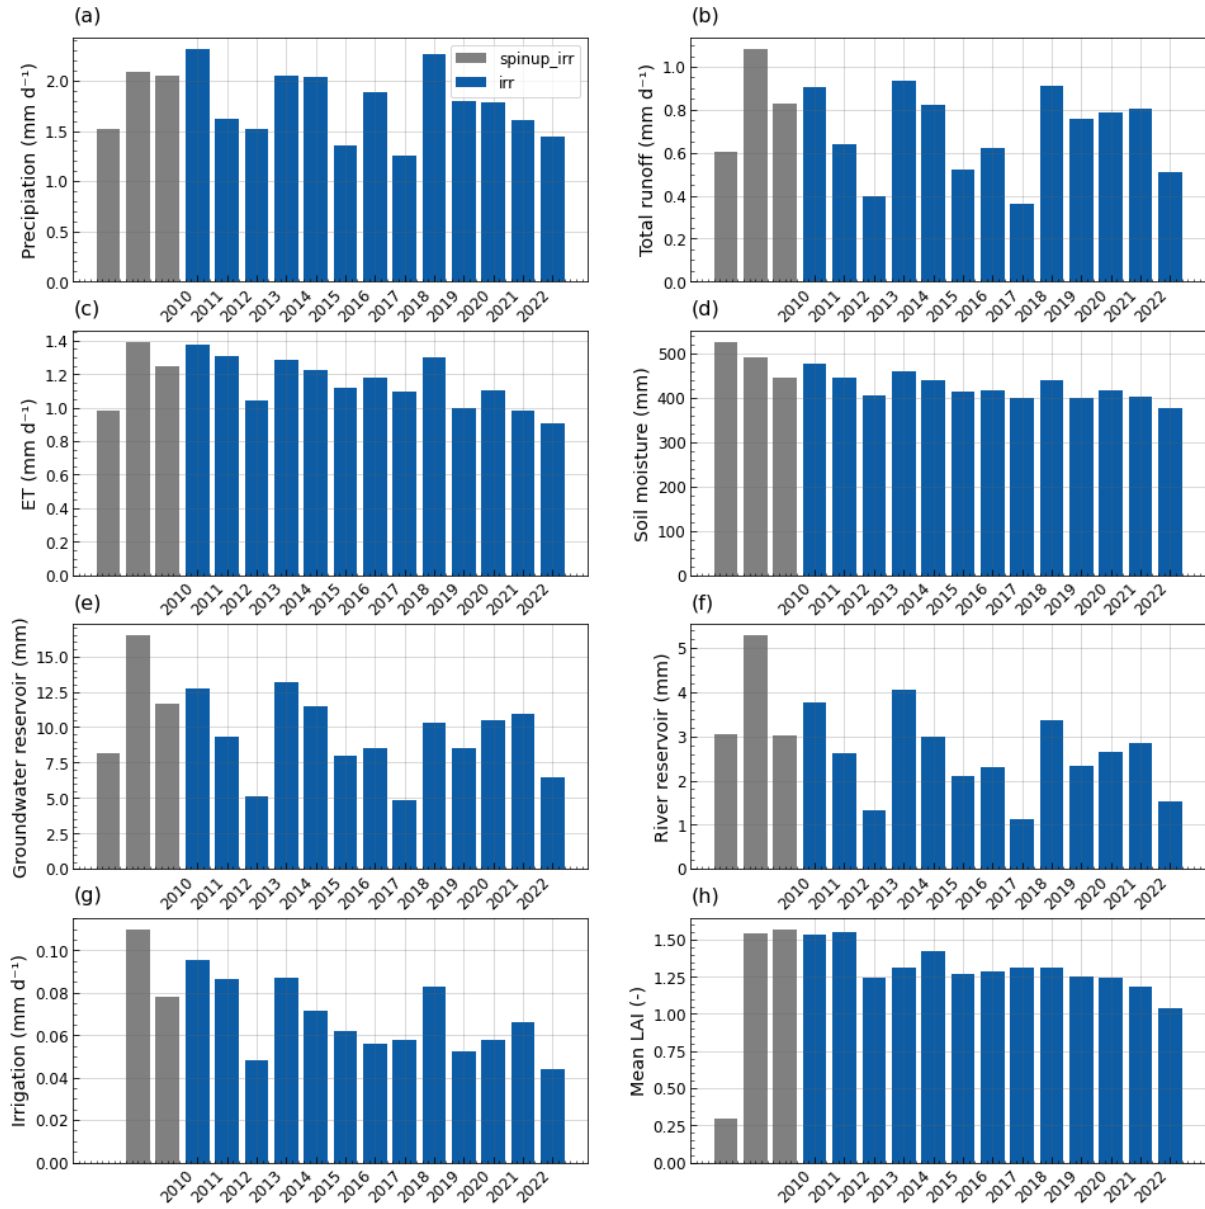 (a)
Precipiation (mm d⁻¹)
2.0
1.5
1.0
0.5
0.0
spinup_irr
irr
2010 2011 2012 2013 2014 2015 2016 2017 2018 2019 2020 2021 2022
(b)
Total runoff (mm d⁻¹)
1.0
0.8
0.6
0.4
0.2
0.0
2010 2011 2012 2013 2014 2015 2016 2017 2018 2019 2020 2021 2022
(c)
ET (mm d⁻¹)
1.4
1.2
1.0
0.8
0.6
0.4
0.2
0.0
2010 2011 2012 2013 2014 2015 2016 2017 2018 2019 2020 2021 2022
(d)
Soil moisture (mm)
500
400
300
200
100
0
2010 2011 2012 2013 2014 2015 2016 2017 2018 2019 2020 2021 2022
(e)
Groundwater reservoir (mm)
15.0
12.5
10.0
7.5
5.0
2.5
0.0
2010 2011 2012 2013 2014 2015 2016 2017 2018 2019 2020 2021 2022
(f)
River reservoir (mm)
5
4
3
2
1
0
2010 2011 2012 2013 2014 2015 2016 2017 2018 2019 2020 2021 2022
(g)
Irrigation (mm d⁻¹)
0.10
0.08
0.06
0.04
0.02
0.00
2010 2011 2012 2013 2014 2015 2016 2017 2018 2019 2020 2021 2022
(h)
Mean LAI (-)
1.50
1.25
1.00
0.75
0.50
0.25
0.00
2010 2011 2012 2013 2014 2015 2016 2017 2018 2019 2020 2021 2022